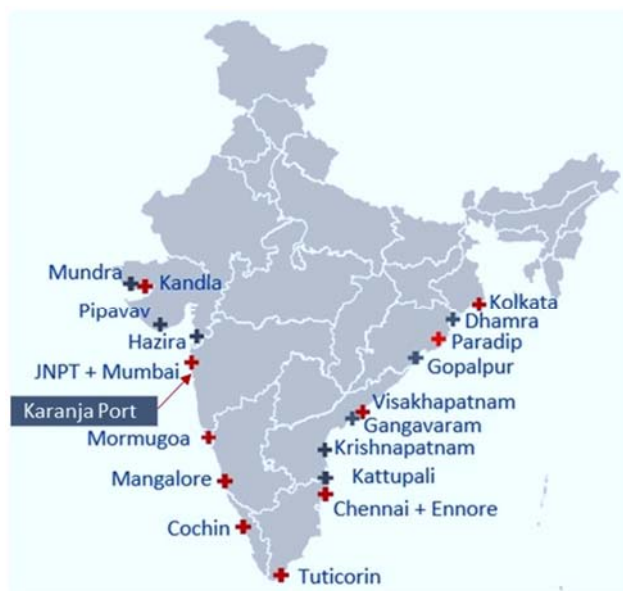 Mundra
Kandla
Pipavav
Hazira
JNPT + Mumbai
Karanja Port
Mormugoa
Mangalore
Cochin
Tuticorin
Kolkata
Dhamra
Paradip
Gopalpur
Visakhapatnam
Gangavaram
Krishnapatnam
Kattupali
Chennai + Ennore